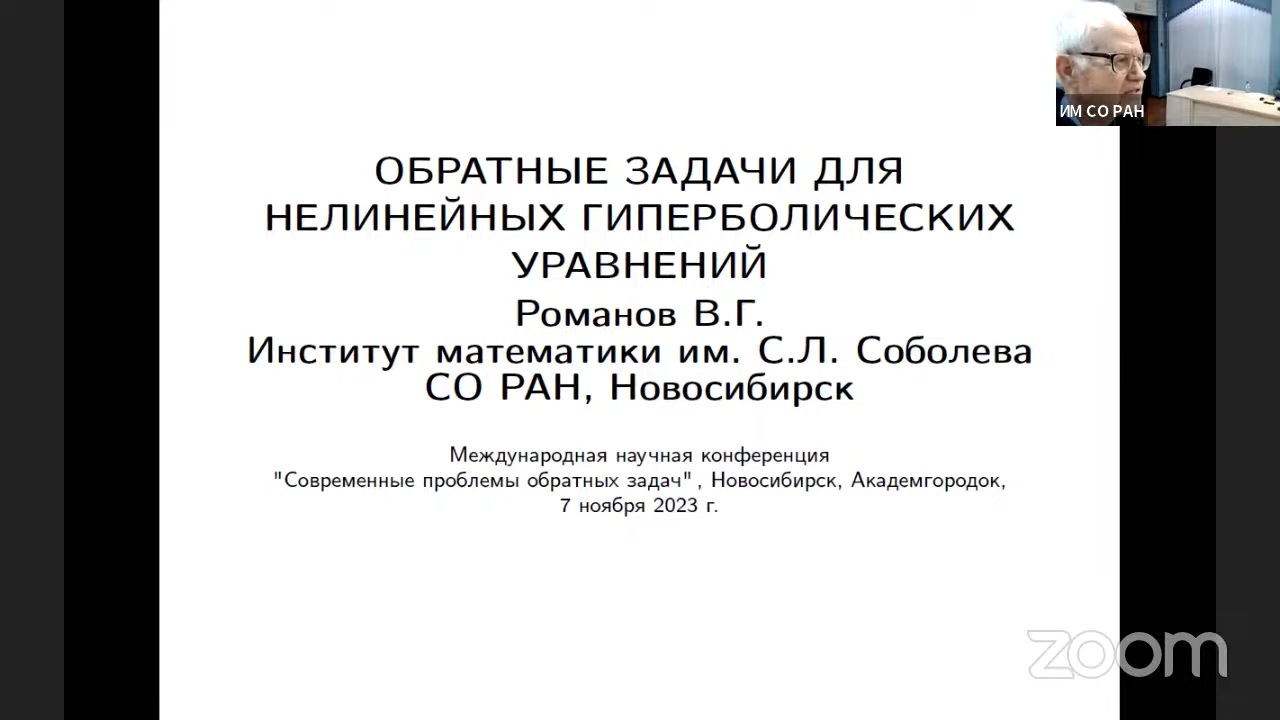 ИМ СО РАН
ОБРАТНЫЕ ЗАДАЧИ ДЛЯ
НЕЛИНЕЙНЫХ ГИПЕРБОЛИЧЕСКИХ
УРАВНЕНИЙ
Романов В.Г.
Институт математики им. С.Л. Соболева
СО РАН, Новосибирск
Международная научная конференция
"Современные проблемы обратных задач", Новосибирск, Академгородок,
7 ноября 2023 г.
zoom